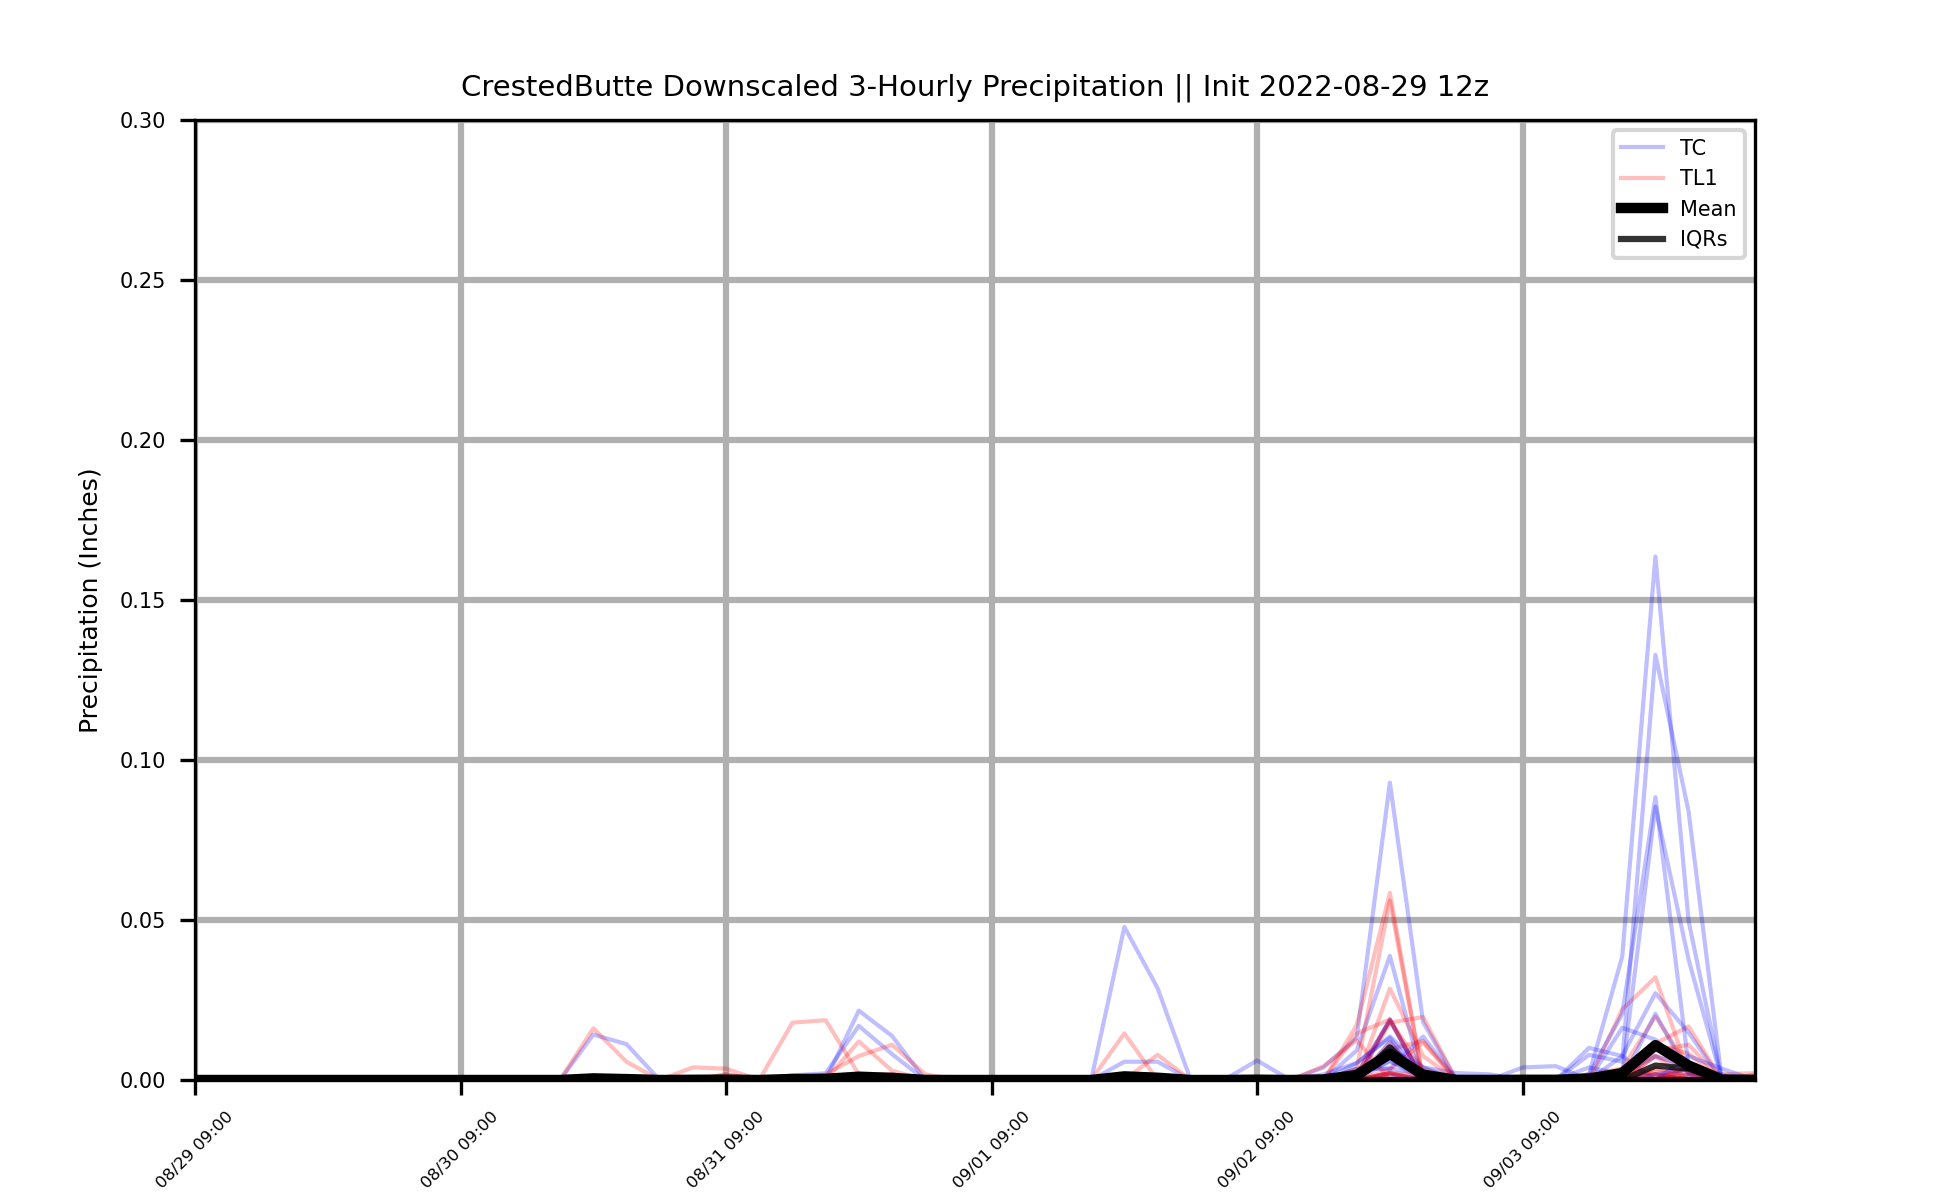 CrestedButte Downscaled 3-Hourly Precipitation || Init 2022-08-29 12z
TC
TL1
Mean
IQRs
Precipitation (Inches)
0.30
0.25
0.20
0.15
0.10
0.05
0.00
08/29 09:00
08/30 09:00
08/31 09:00
09/01 09:00
09/02 09:00
09/03 09:00